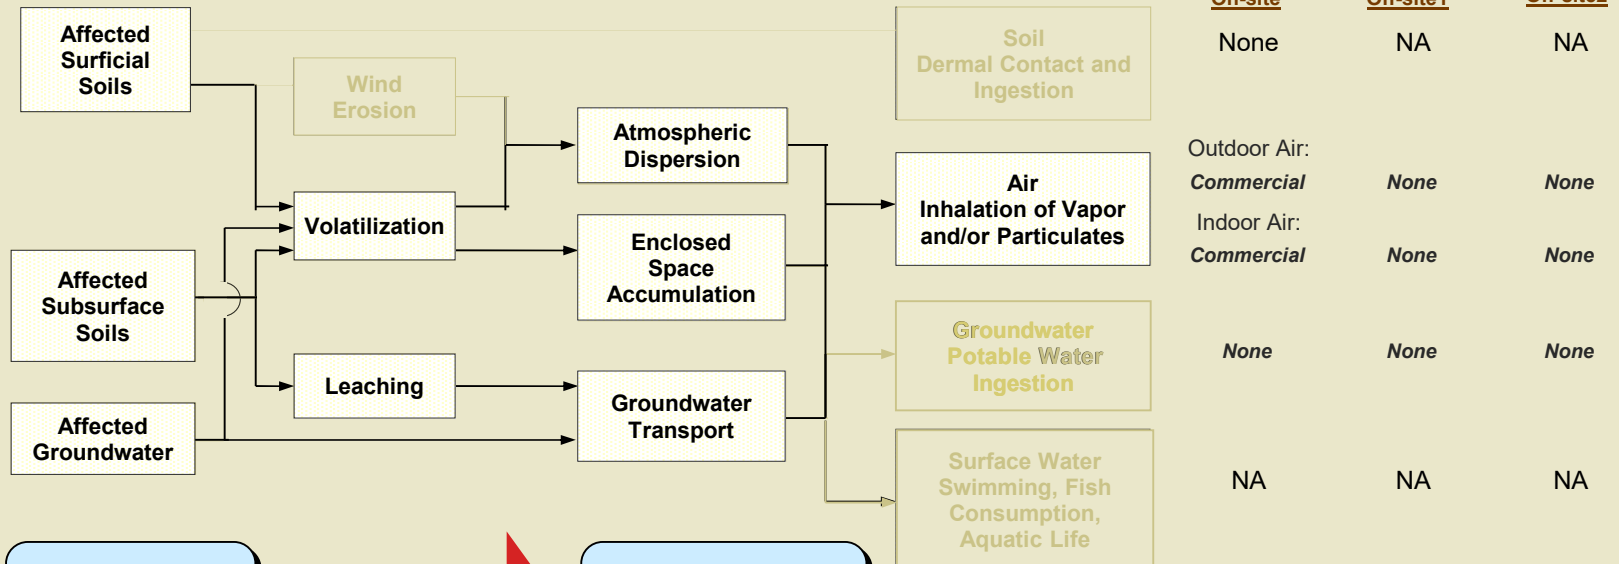 Off-site1
Affected
Surficial
Soils
Wind
Erosion
Soil
Dermal Contact and
Ingestion
None
NA
NA
Atmospheric
Dispersion
Outdoor Air:
Commercial
None
None
Air
Inhalation of Vapor
and/or Particulates
Indoor Air:
Commercial
None
None
Volatilization
Enclosed
Space
Accumulation
Affected
Subsurface
Soils
Groundwater
Potable Water
Ingestion
None
None
None
Leaching
Groundwater
Transport
Affected
Groundwater
Surface Water
Swimming, Fish
Consumption,
Aquatic Life
NA
NA
NA